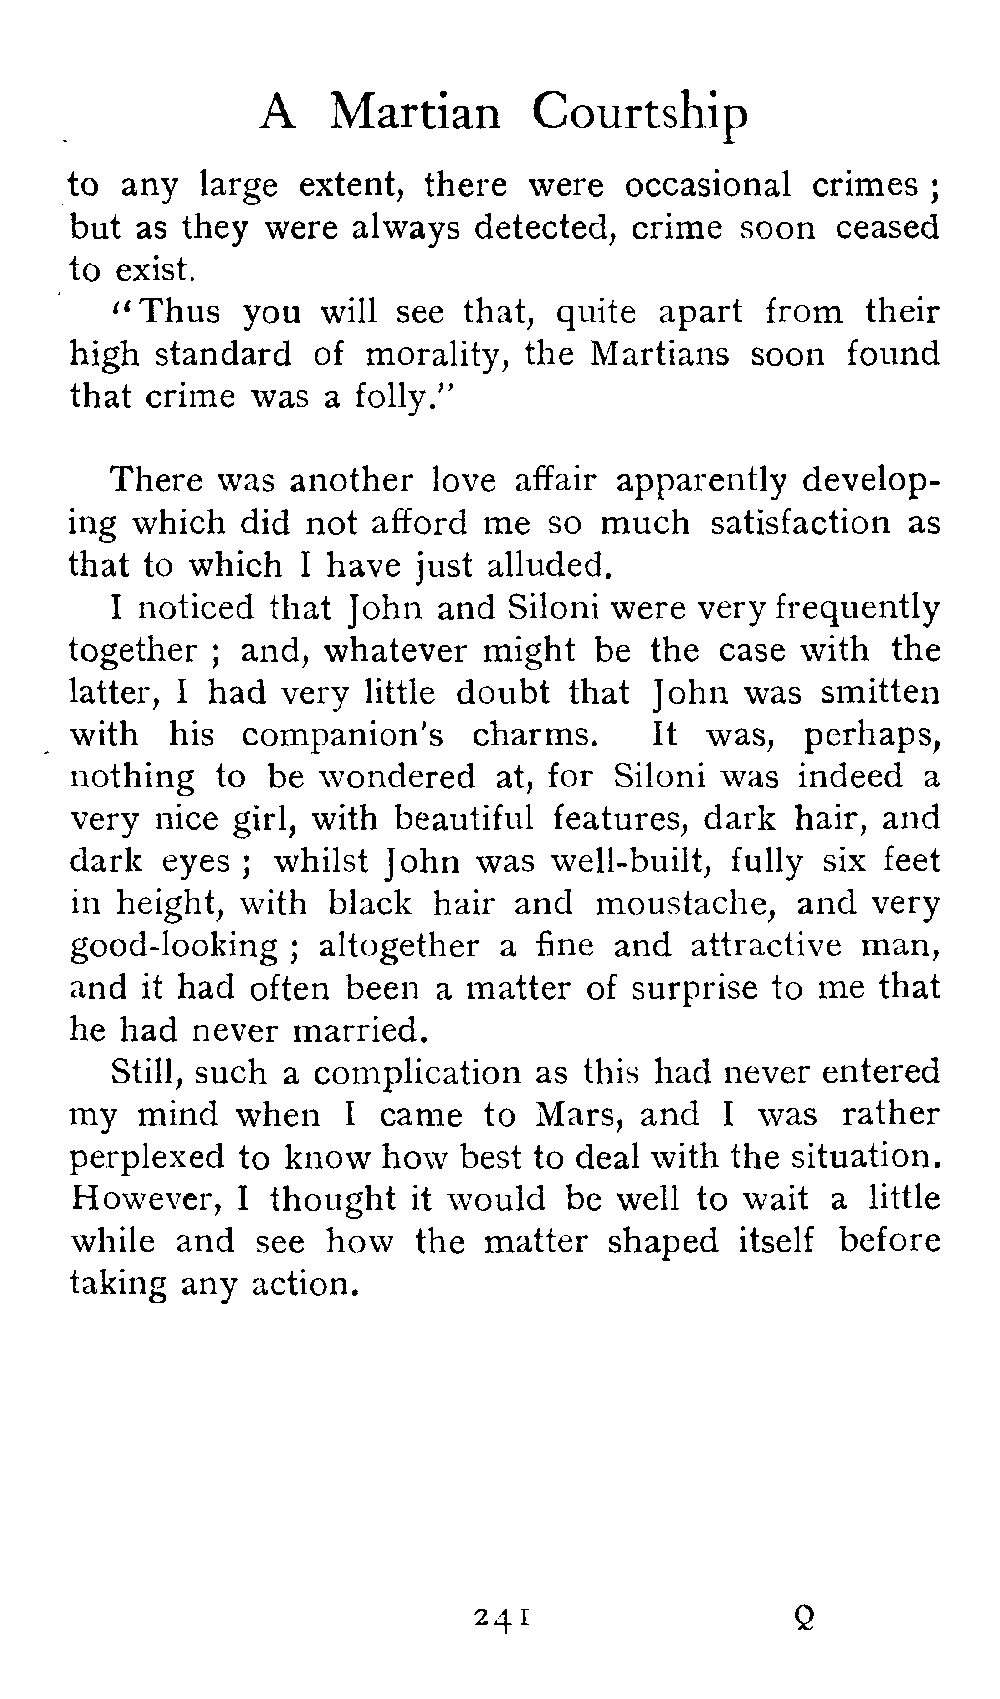 A Martian Courtship
to any large extent, there were occasional crimes ;
but as they were always detected, crime soon ceased
to exist.
"Thus you will see that, quite apart from their
high standard of morality, the Martians soon found
that crime was a folly."
There was another love affair apparently develop-
ing which did not afford me so much satisfaction as
that to which I have just alluded.
I noticed that John and Siloni were very frequently
together ; and, whatever might be the case with the
latter, I had very little doubt that John was smitten
with his companion's charms. It was, perhaps,
nothing to be wondered at, for Siloni was indeed a
very nice girl, with beautiful features, dark hair, and
dark eyes ; whilst John was well-built, fully six feet
in height, with black hair and moustache, and very
good-looking ; altogether a fine and attractive man,
and it had often been a matter of surprise to me that
he had never married.
Still, such a complication as this had never entered
my mind when I came to Mars, and I was rather
perplexed to know how best to deal with the situation.
However, I thought it would be well to wait a little
while and see how the matter shaped itself before
taking any action.
241 Q